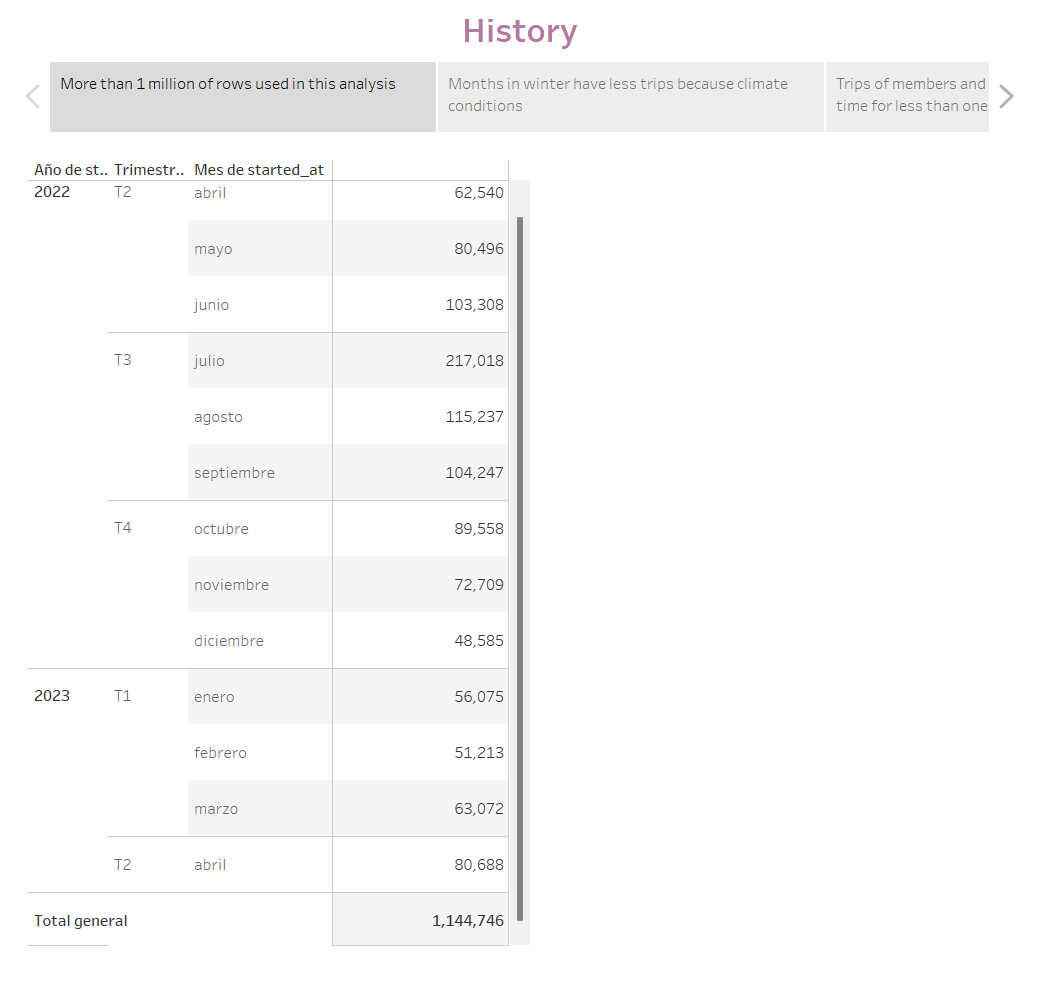 History
More than 1 million of rows used in this analysis
Months in winter have less trips because climate
conditions
Trips of members and
time for less than one
Año de st.. Trimestr.. Mes de started_at
2022 T2 abril 62,540
mayo 80,496
junio 103,308
T3 julio 217,018
agosto 115,237
septiembre 104,247
T4 octubre 89,558
noviembre 72,709
diciembre 48,585
2023 T1 enero 56,075
febrero 51,213
marzo 63,072
T2 abril 80,688
Total general 1,144,746